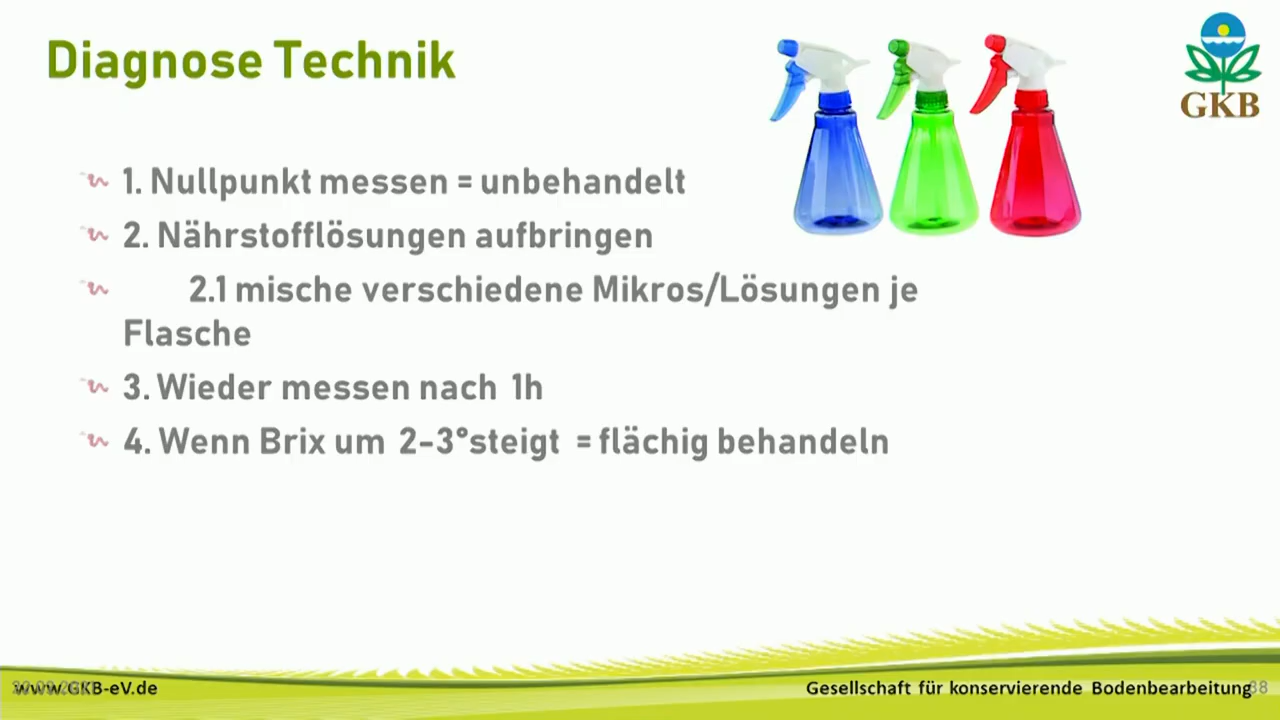 Diagnose Technik
GKB
1. Nullpunkt messen = unbehandelt
2. Nährstofflösungen aufbringen
2.1 mische verschiedene Mikros/Lösungen je
Flasche
3. Wieder messen nach 1h
4. Wenn Brix um 2-3°steigt = flächig behandeln
www.GKB-eV.de
Gesellschaft für konservierende Bodenbearbeitung